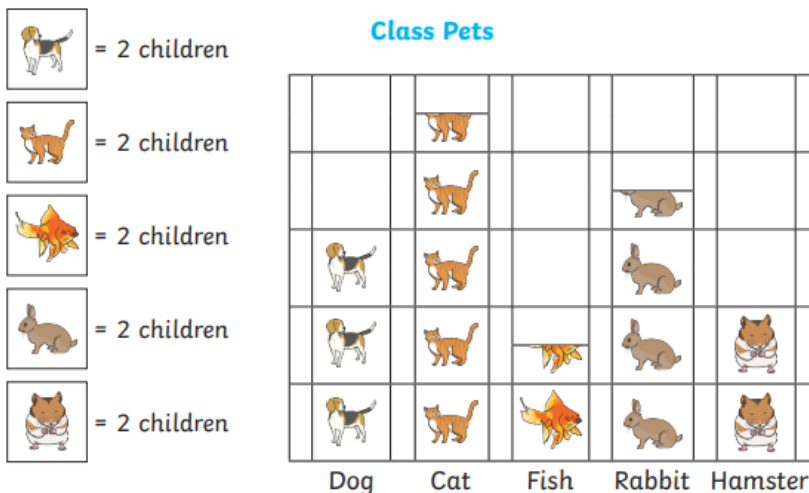 Class Pets
= 2 children
= 2 children
= 2 children
= 2 children
= 2 children
Dog Cat Fish Rabbit Hamster